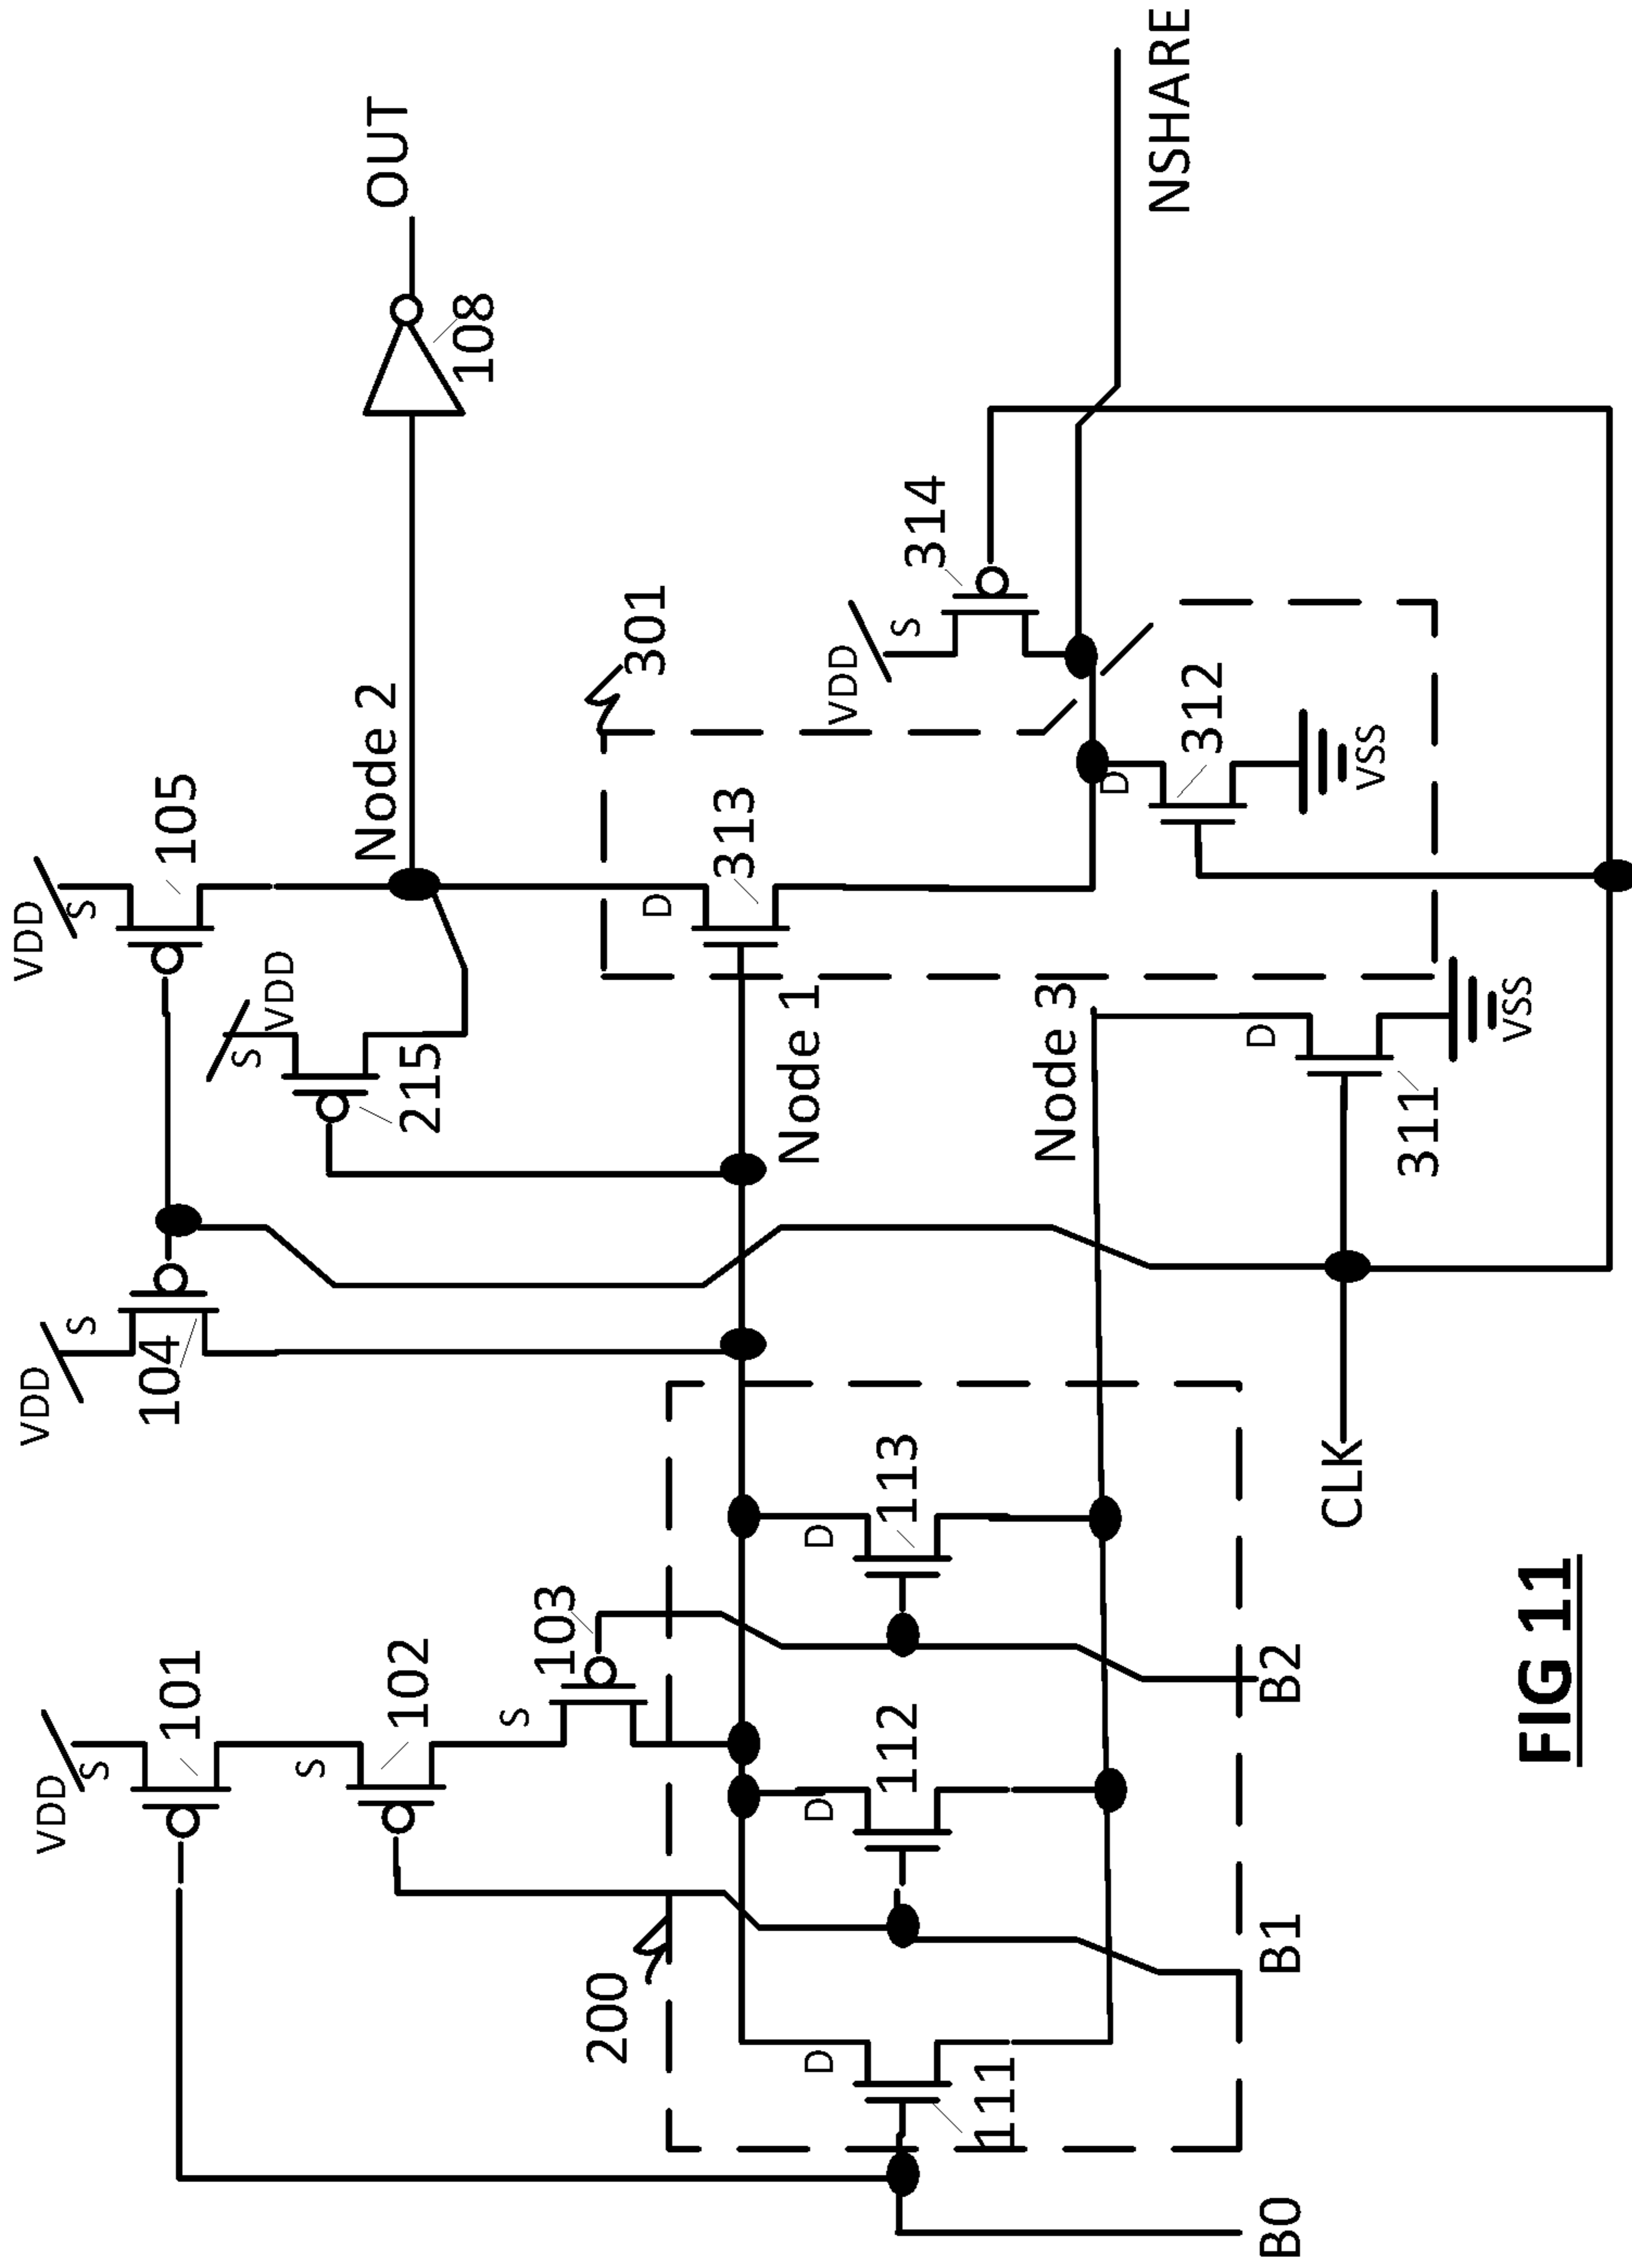 VDD
S
101
S
102
S
103
200
D
111
D
112
D
113
B0
B1
B2
VDD
S
104
VDD
S
105
S
VDD
215
Node 2
108
OUT
Node 1
301
D
313
VDD
S
314
NSHARE
D
312
VSS
Node 3
D
311
VSS
CLK
FIG 11